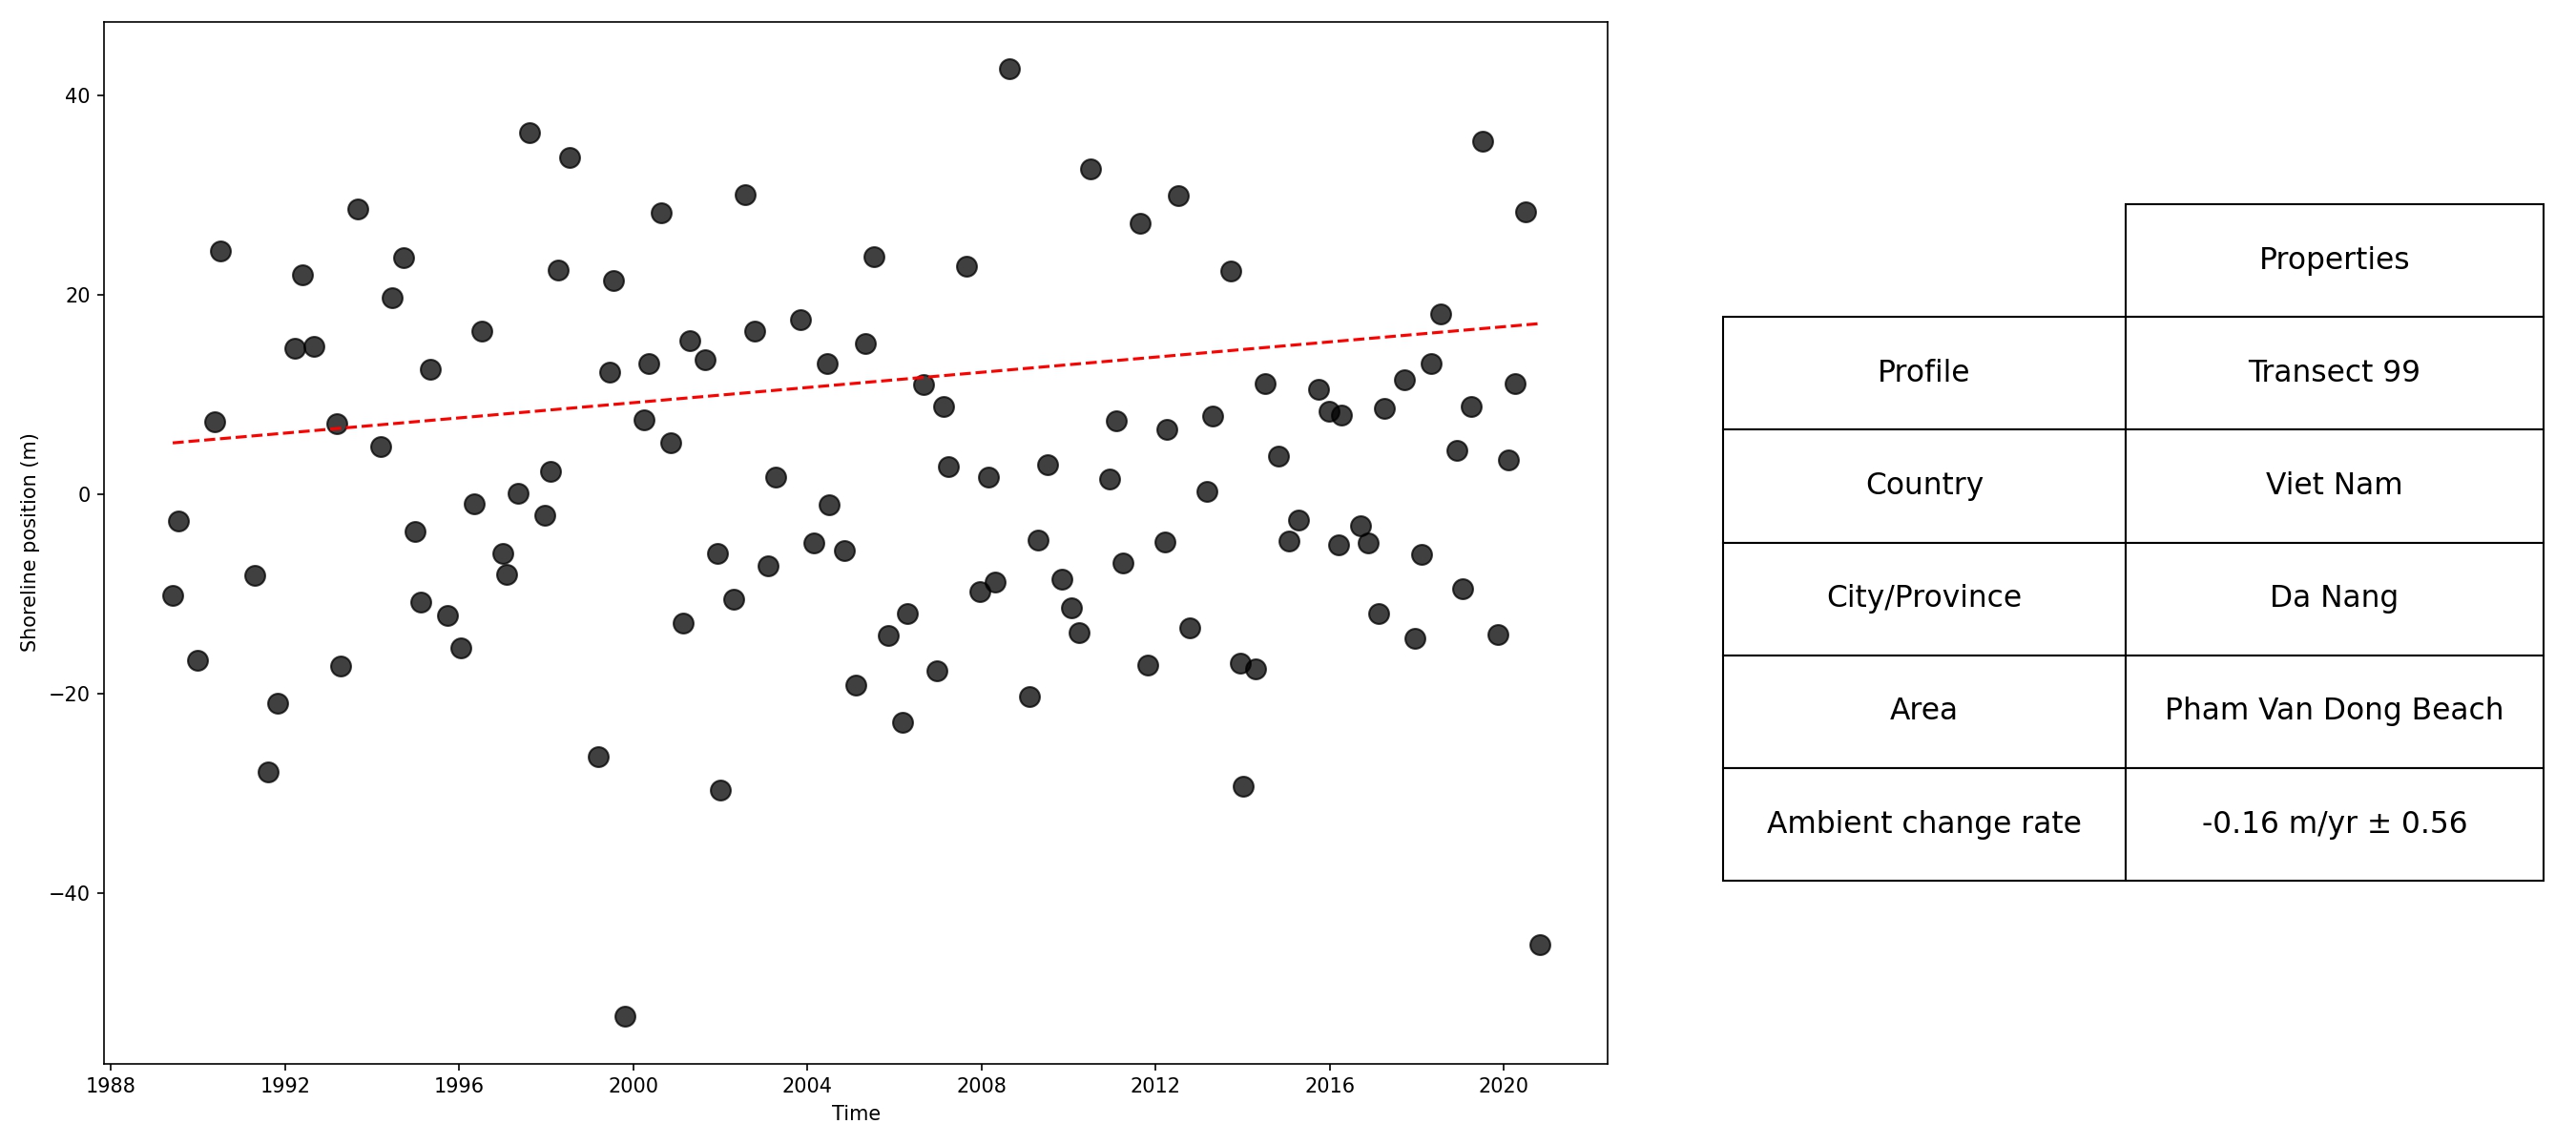 40
20
0
−20
−40
Shoreline position (m)
1988 1992 1996 2000 2004 2008 2012 2016 2020
Time
Properties
Profile Transect 99
Country Viet Nam
City/Province Da Nang
Area Pham Van Dong Beach
Ambient change rate -0.16 m/yr ± 0.56